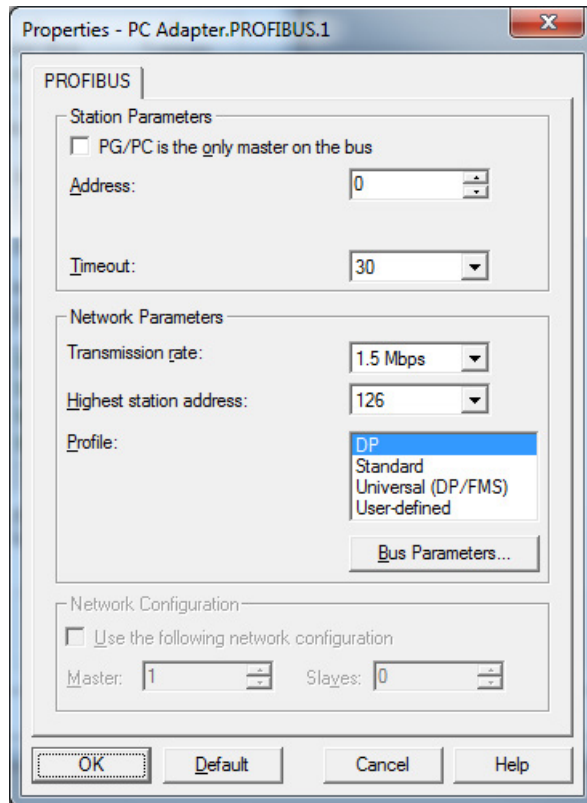 Properties - PC Adapter.PROFIBUS.1
PROFIBUS
Station Parameters
PG/PC is the only master on the bus
Address: 0
Timeout: 30
Network Parameters
Transmission rate: 1.5 Mbps
Highest station address: 126
Profile: DP
Standard
Universal (DP/FMS)
User-defined
Bus Parameters...
Network Configuration
Use the following network configuration
Master: 1 Slaves: 0
OK Default Cancel Help